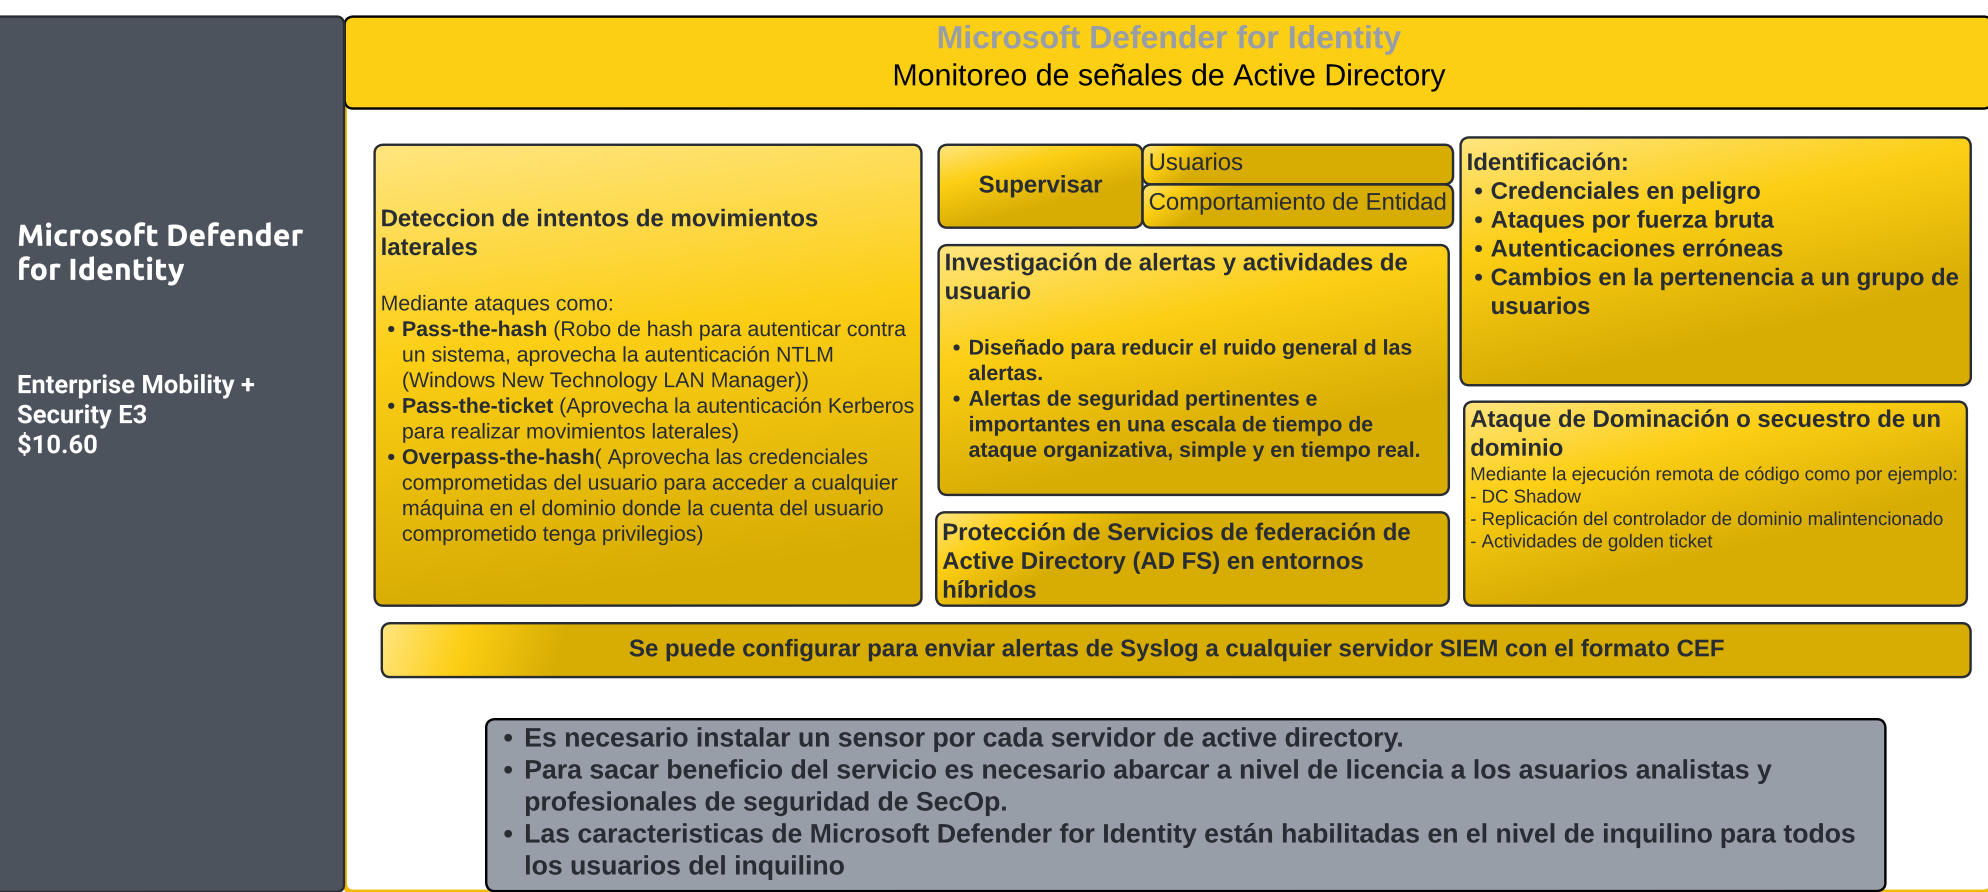 Microsoft Defender
for Identity
Enterprise Mobility +
Security E3
$10.60
Microsoft Defender for Identity
Monitoreo de señales de Active Directory
Deteccion de intentos de movimientos
laterales
Mediante ataques como:
• Pass-the-hash (Robo de hash para autenticar contra
un sistema, aprovecha la autenticación NTLM
(Windows New Technology LAN Manager))
• Pass-the-ticket (Aprovecha la autenticación Kerberos
para realizar movimientos laterales)
• Overpass-the-hash( Aprovecha las credenciales
comprometidas del usuario para acceder a cualquier
máquina en el dominio donde la cuenta del usuario
comprometido tenga privilegios)
Supervisar
Usuarios
Comportamiento de Entidad
Investigación de alertas y actividades de
usuario
• Diseñado para reducir el ruido general d las
alertas.
• Alertas de seguridad pertinentes e
importantes en una escala de tiempo de
ataque organizativa, simple y en tiempo real.
Protección de Servicios de federación de
Active Directory (AD FS) en entornos
híbridos
Identificación:
• Credenciales en peligro
• Ataques por fuerza bruta
• Autenticaciones erróneas
• Cambios en la pertenencia a un grupo de
usuarios
Ataque de Dominación o secuestro de un
dominio
Mediante la ejecución remota de código como por ejemplo:
- DC Shadow
- Replicación del controlador de dominio malintencionado
- Actividades de golden ticket
Se puede configurar para enviar alertas de Syslog a cualquier servidor SIEM con el formato CEF
• Es necesario instalar un sensor por cada servidor de active directory.
• Para sacar beneficio del servicio es necesario abarcar a nivel de licencia a los asuarios analistas y
profesionales de seguridad de SecOp.
• Las caracteristicas de Microsoft Defender for Identity están habilitadas en el nivel de inquilino para todos
los usuarios del inquilino